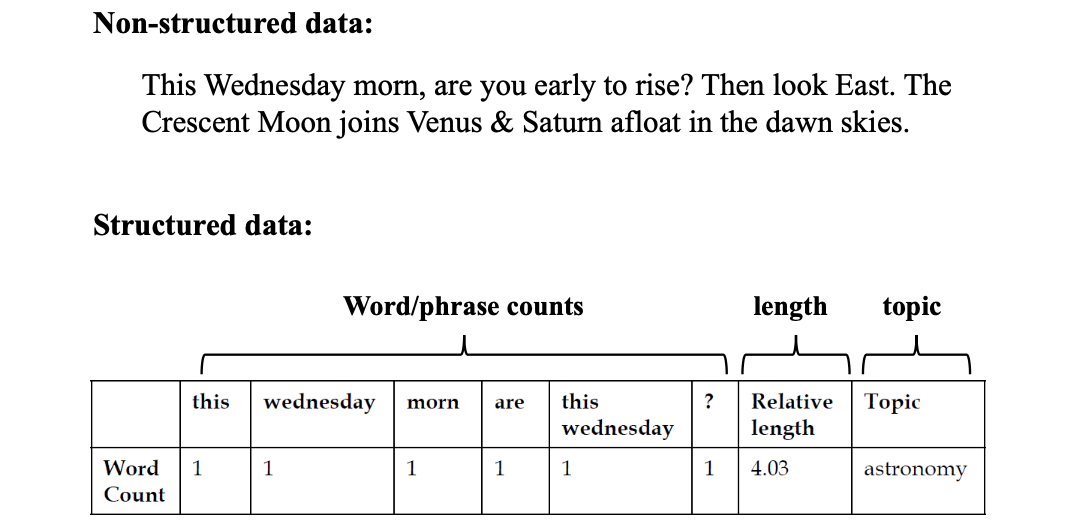 Non-structured data:
This Wednesday morn, are you early to rise? Then look East. The
Crescent Moon joins Venus & Saturn afloat in the dawn skies.
Structured data:
Word/phrase counts length topic
this wednesday morn are this wednesday ? Relative length Topic
Word Count 1 1 1 1 1 1 4.03 astronomy